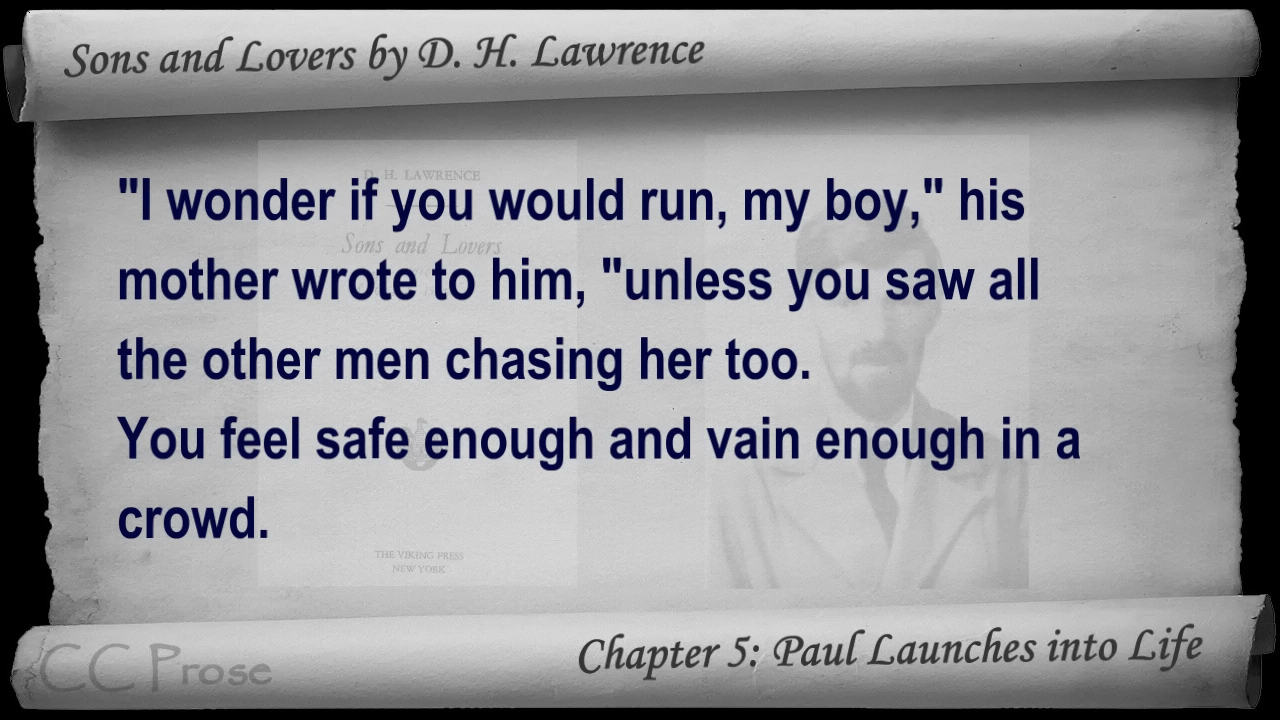 Sons and Lovers by D. H. Lawrence
D. H. LAWRENCE
"I wonder if you would run, my boy," his
Sons and Lovers
mother wrote to him, "unless you saw all
the other men chasing her too.
You feel safe enough and vain enough in a
crowd.
THE VIKING PRESS
NEW YORK
Chapter 5: Paul Launches into Life
CC Prose